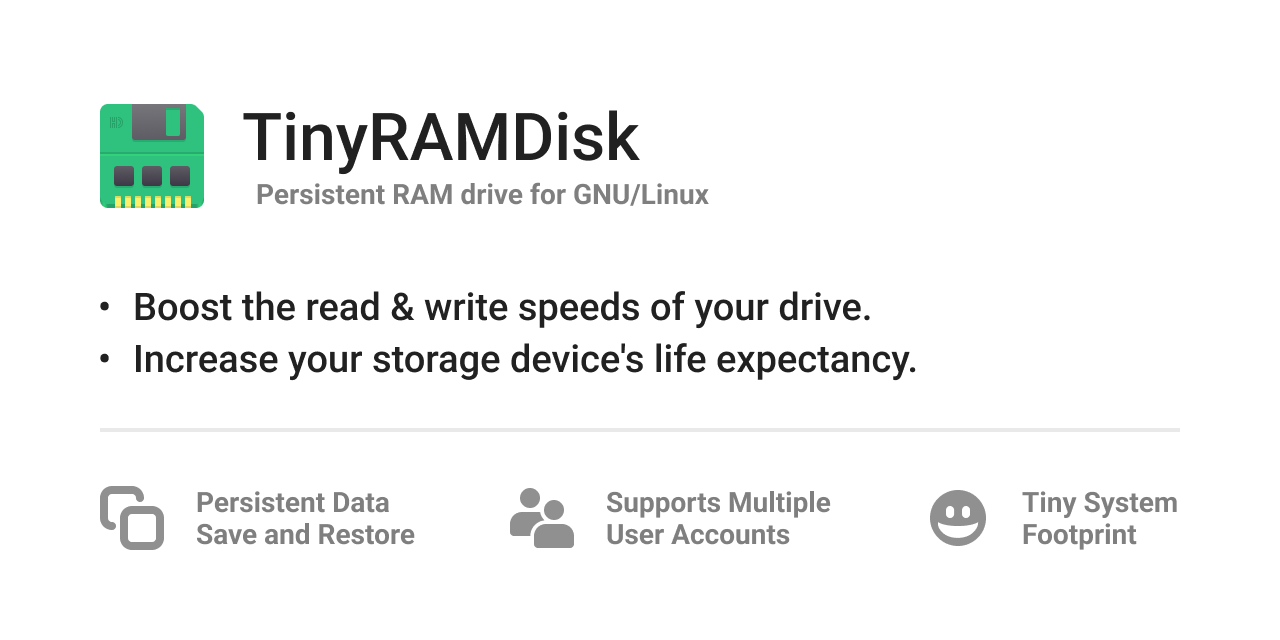 TinyRAMDisk
Persistent RAM drive for GNU/Linux
• Boost the read & write speeds of your drive.
• Increase your storage device's life expectancy.
Persistent Data
Save and Restore
Supports Multiple
User Accounts
Tiny System
Footprint